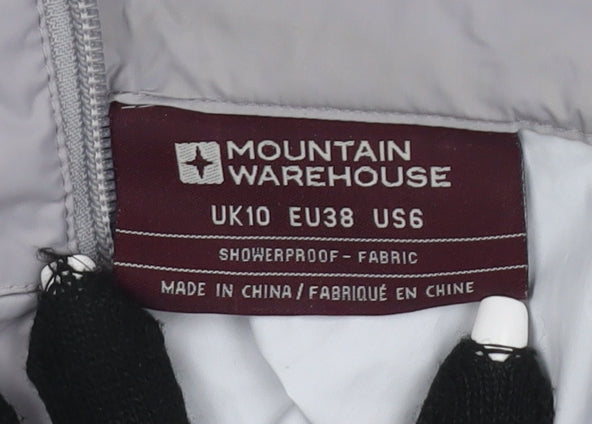 MOUNTAIN
WAREHOUSE
UK10 EU38 US6
SHOWERPROOF - FABRIC
MADE IN CHINA / FABRIQUÉ EN CHINE